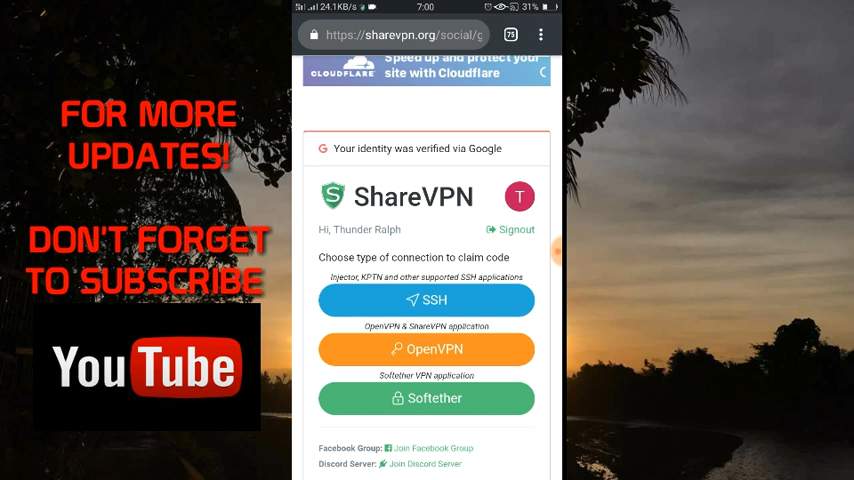 FOR MORE
UPDATES!
DON'T FORGET
TO SUBSCRIBE
YouTube
24.1KB/s
7:00
31%
https://sharevpn.org/social/g
75
CLOUDFLARE
Speed up and protect your
site with Cloudflare
G Your identity was verified via Google
S ShareVPN T
Hi, Thunder Ralph
Signout
Choose type of connection to claim code
Injector, KPTN and other supported SSH applications
SSH
OpenVPN & ShareVPN application
OpenVPN
Softether VPN application
Softether
Facebook Group: Join Facebook Group
Discord Server: Join Discord Server